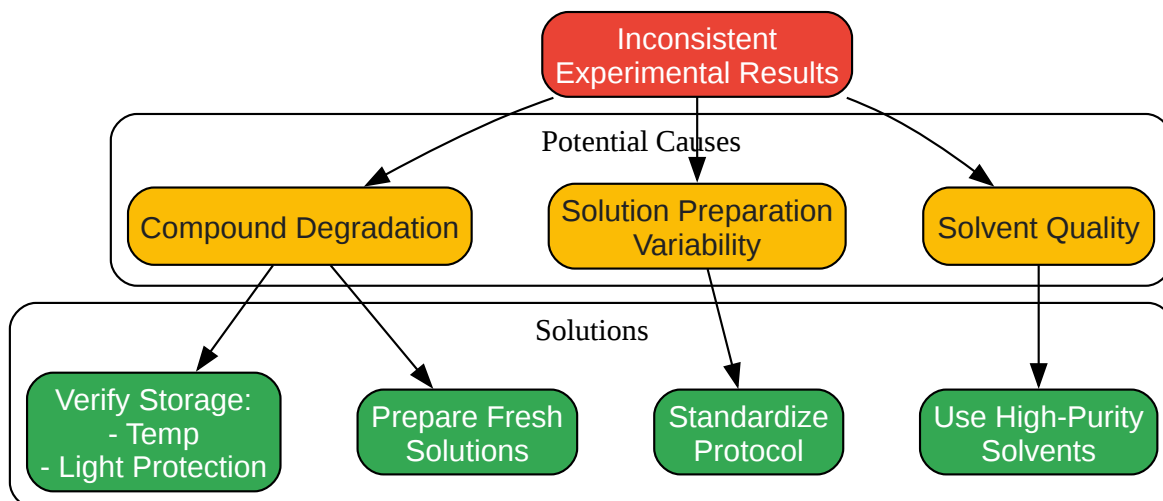 Inconsistent
Experimental Results
Potential Causes
Compound Degradation
Solution Preparation
Variability
Solvent Quality
Solutions
Verify Storage:
- Temp
- Light Protection
Prepare Fresh
Solutions
Standardize
Protocol
Use High-Purity
Solvents